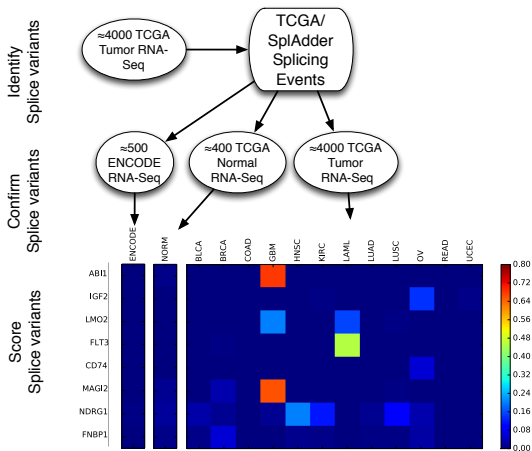 Identify
Splice variants
≈4000 TCGA
Tumor RNA-
Seq
TCGA/
SplAdder
Splicing
Events
Confirm
Splice variants
≈500
ENCODE
RNA-Seq
≈400 TCGA
Normal
RNA-Seq
≈4000 TCGA
Tumor
RNA-Seq
Score
Splice variants
ENCODE
NORM
BLCA
BRCA
COAD
GBM
HNSC
KIRC
LAML
LUAD
LUSC
OV
READ
UCEC
ABI1
IGF2
LMO2
FLT3
CD74
MAGI2
NDRG1
FNBP1
0.80
0.72
0.64
0.56
0.48
0.40
0.32
0.24
0.16
0.08
0.00